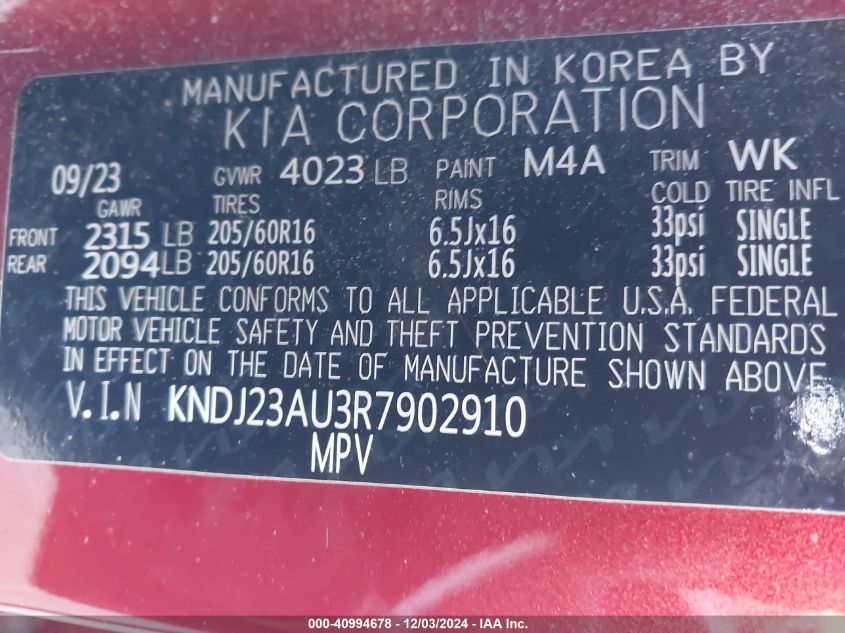 MANUFACTURED IN KOREA BY
KIA CORPORATION
09/23 GVWR 4023 LB PAINT M4A TRIM WK
GAWR TIRES RIMS COLD TIRE INFL
FRONT 2315 LB 205/60R16 6.5Jx16 33psi SINGLE
REAR 2094 LB 205/60R16 6.5Jx16 33psi SINGLE
THIS VEHICLE CONFORMS TO ALL APPLICABLE U.S.A. FEDERAL
MOTOR VEHICLE SAFETY AND THEFT PREVENTION STANDARDS
IN EFFECT ON THE DATE OF MANUFACTURE SHOWN ABOVE.
V.I.N KNDJ23AU3R7902910
MPV
000-40994678 - 12/03/2024 - IAA Inc.